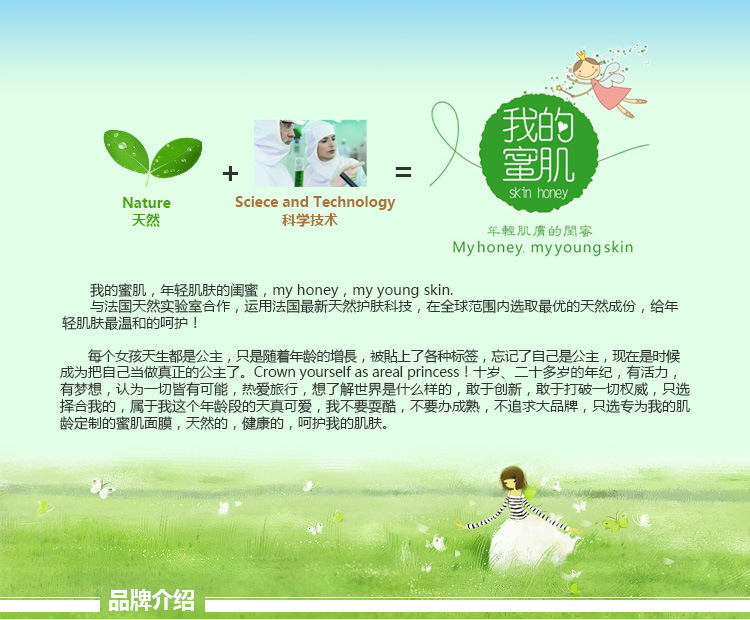 我的
蜜肌
skin honey
+
=
Nature
天然
Sciece and Technology
科学技术
年輕肌膚的閨蜜
My honey, my young skin
我的蜜肌，年轻肌肤的闺蜜，my honey，my young skin.
与法国天然实验室合作，运用法国最新天然护肤科技，在全球范围内选取最优的天然成份，给年
轻肌肤最温和的呵护！
每个女孩天生都是公主，只是随着年龄的增長，被贴上了各种标签，忘记了自己是公主，现在是时候
成为把自己当做真正的公主了。Crown yourself as areal princess！十岁、二十多岁的年纪，有活力，
有梦想，认为一切皆有可能，热爱旅行，想了解世界是什么样的，敢于创新，敢于打破一切权威，只选
择合我的，属于我这个年龄段的天真可爱，我不要耍酷，不要办成熟，不追求大品牌，只选专为我的肌
龄定制的蜜肌面膜，天然的，健康的，呵护我的肌肤。
品牌介绍